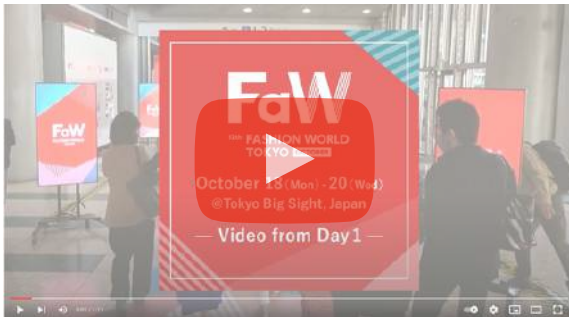 FaW
FaW
FASHION WORLD
TOKYO
October 18(Mon)-20(Wed)
@Tokyo Big Sight, Japan
— Video from Day1 —